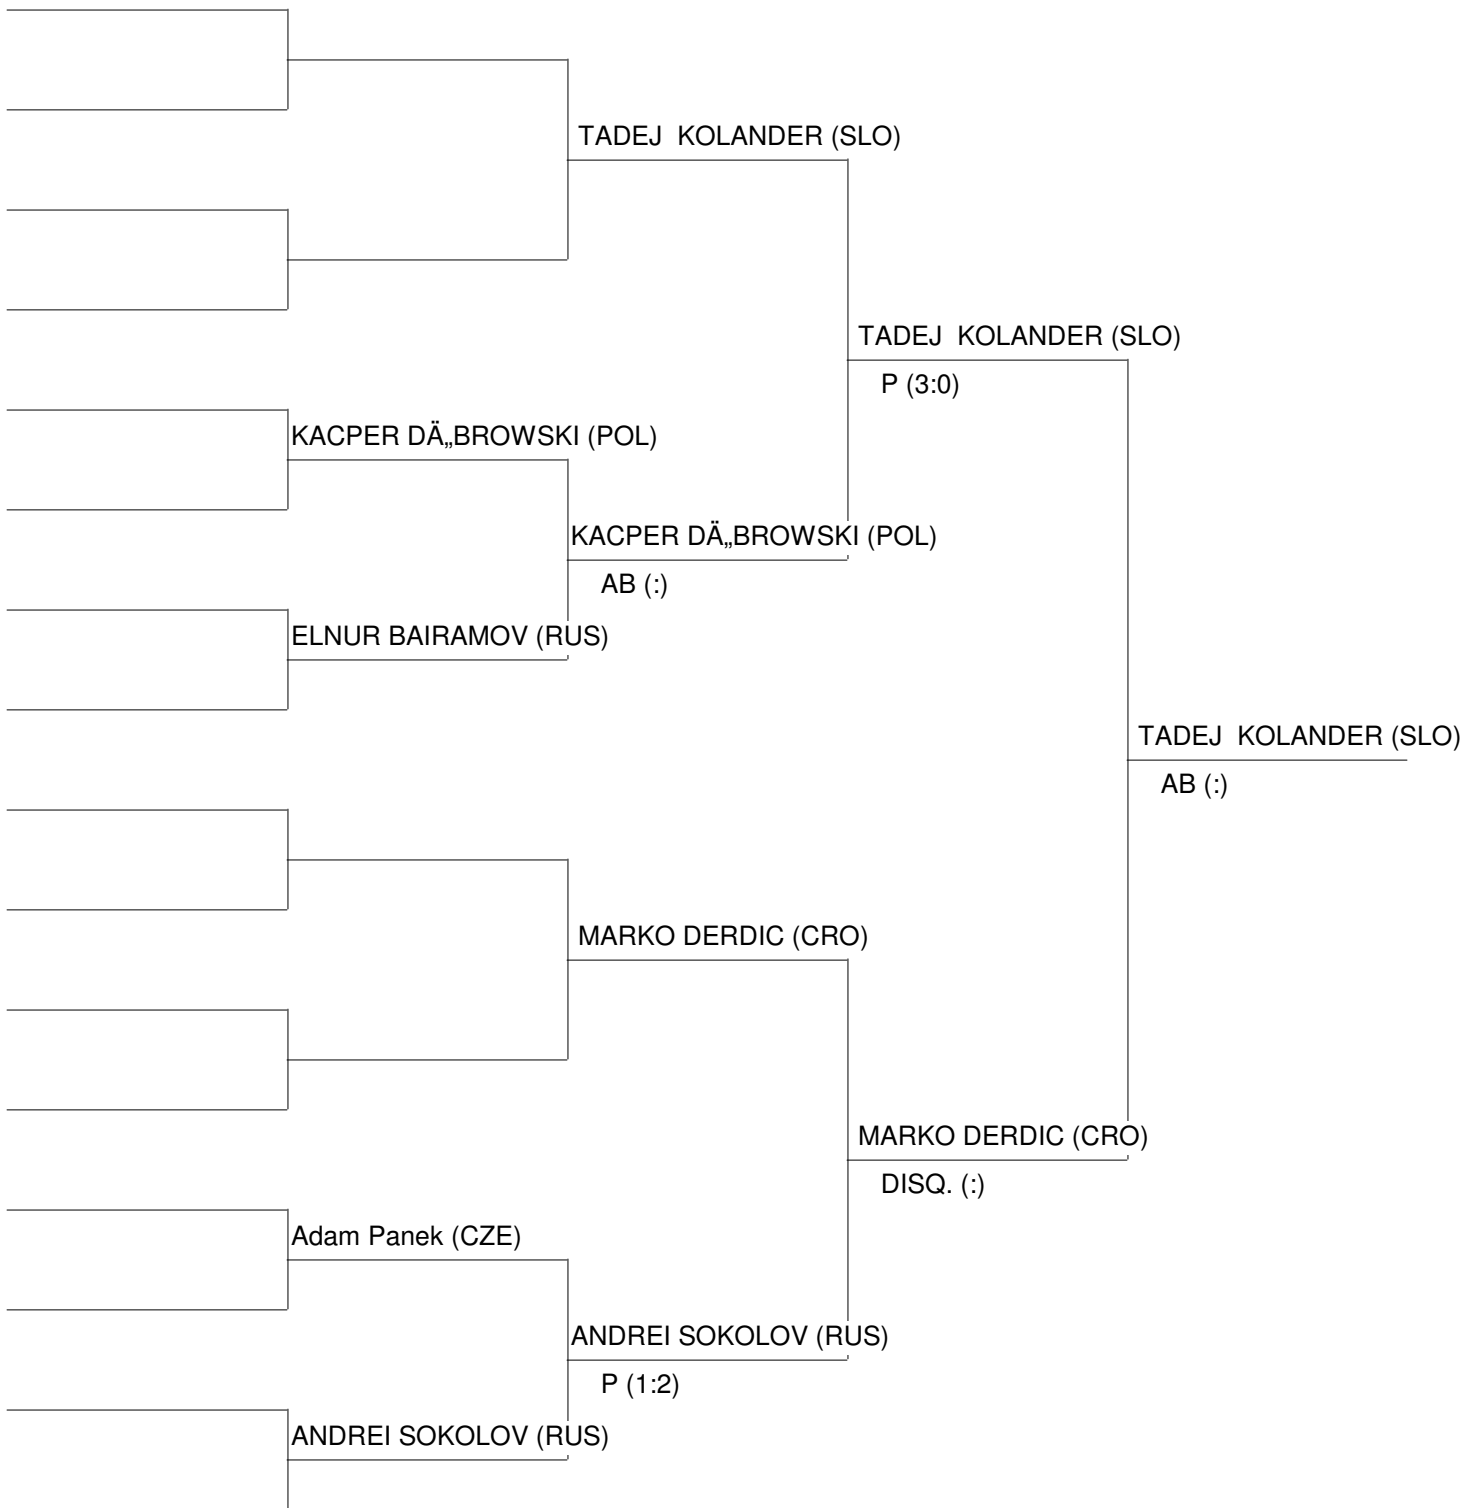 TADEJ  KOLANDER (SLO)
TADEJ  KOLANDER (SLO)
P (3:0)
KACPER DÄ„BROWSKI (POL)
KACPER DÄ„BROWSKI (POL)
AB (:)
ELNUR BAIRAMOV (RUS)
TADEJ  KOLANDER (SLO)
AB (:)
MARKO DERDIC (CRO)
MARKO DERDIC (CRO)
DISQ. (:)
Adam Panek (CZE)
ANDREI SOKOLOV (RUS)
P (1:2)
ANDREI SOKOLOV (RUS)